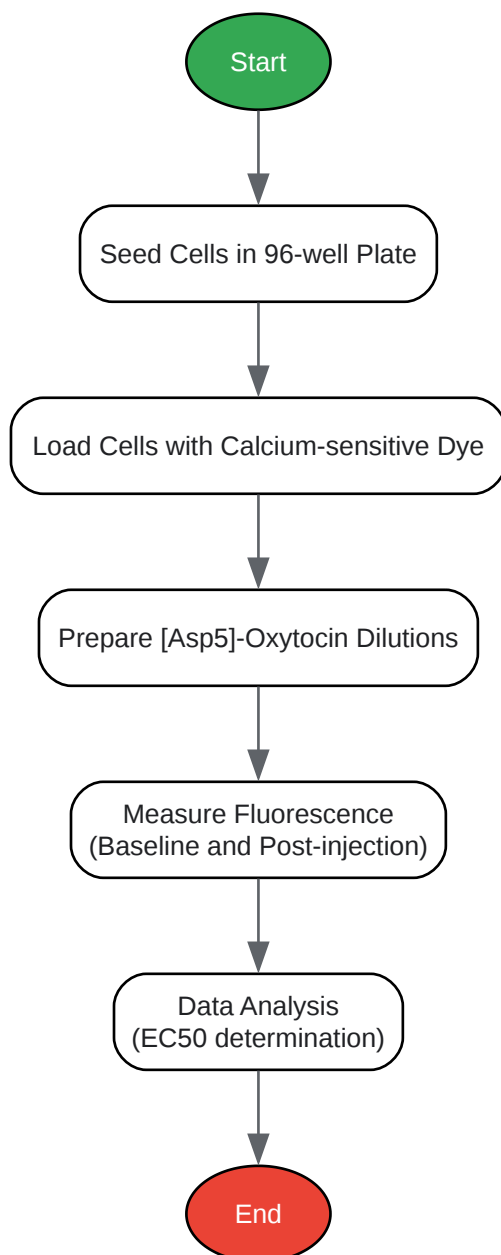 Start
Seed Cells in 96-well Plate
Load Cells with Calcium-sensitive Dye
Prepare [Asp5]-Oxytocin Dilutions
Measure Fluorescence
(Baseline and Post-injection)
Data Analysis
(EC50 determination)
End